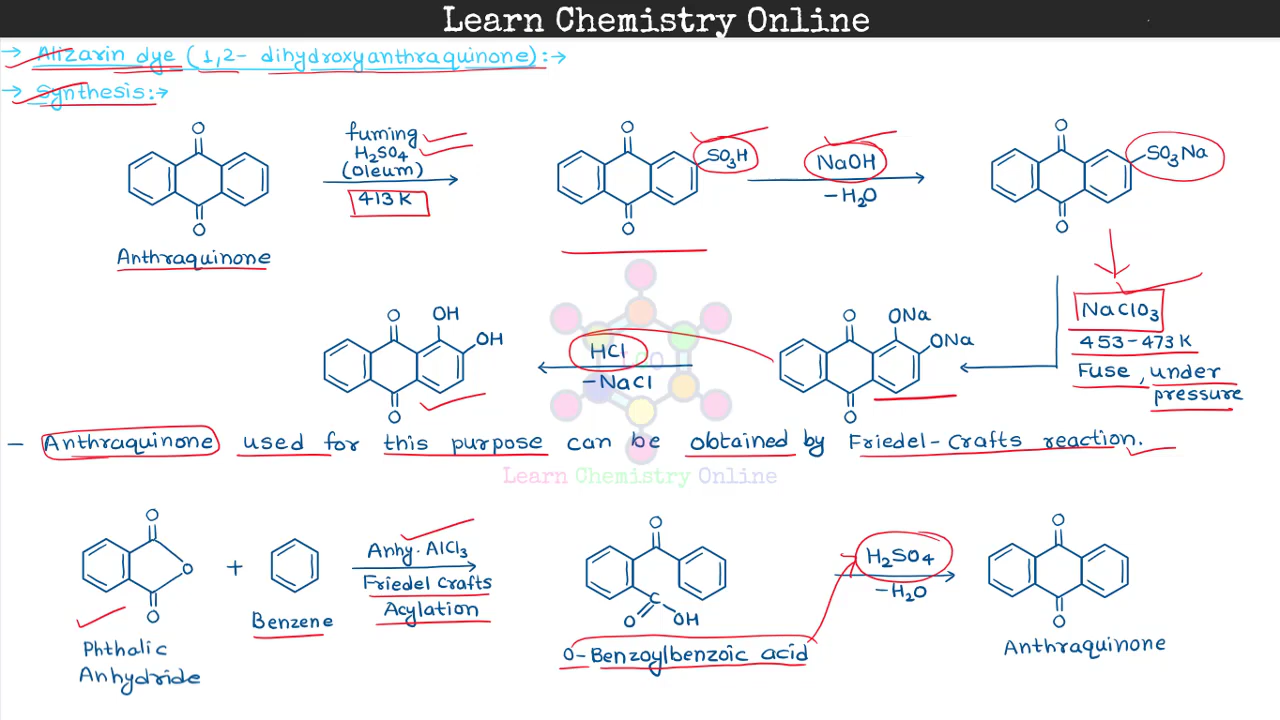 Learn Chemistry Online
→ Alizarin dye (1,2- dihydroxyanthraquinone):→
→ Synthesis:→
O
O
Anthraquinone
fuming
H₂SO₄
(oleum)
413 K
O
O
SO₃H
NaOH
-H₂O
O
O
SO₃Na
NaClO₃
453-473K
Fuse, under
pressure
O
O
ONa
ONa
HCl
-NaCl
O
O
OH
OH
LCO
- Anthraquinone used for this purpose can be obtained by Friedel-Crafts reaction.
Learn Chemistry Online
O
O
O
Phthalic
Anhydride
+
Benzene
Anhy. AlCl₃
Friedel Crafts
Acylation
O
C
O
OH
O-Benzoylbenzoic acid
H₂SO₄
-H₂O
O
O
Anthraquinone